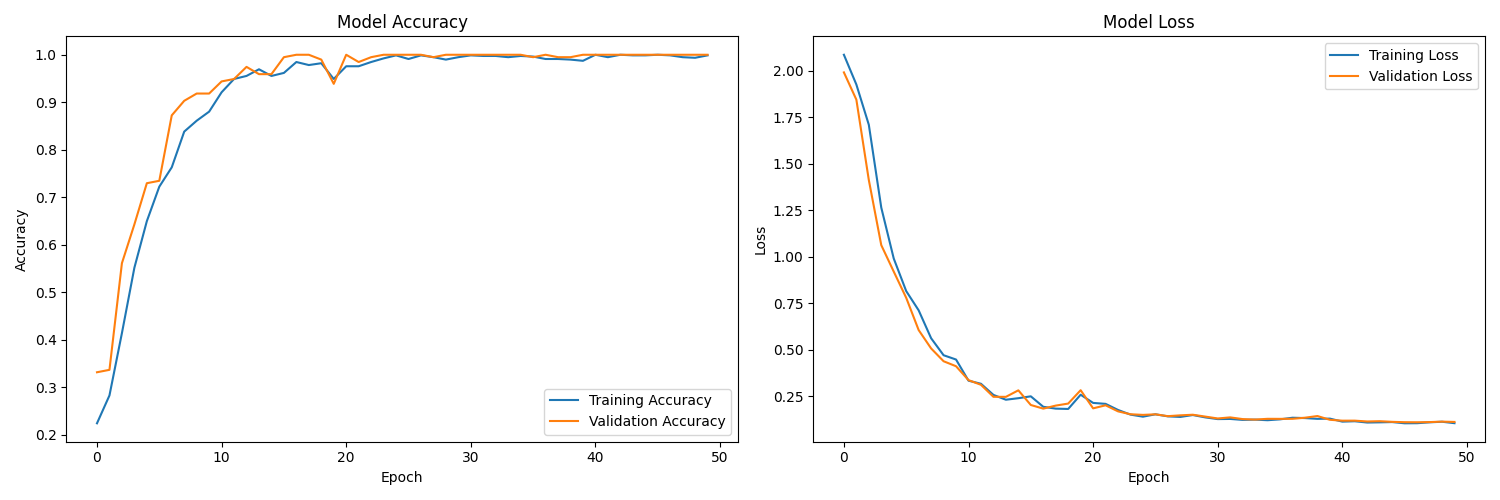 Model Accuracy
1.0
0.9
0.8
0.7
0.6
0.5
0.4
0.3
0.2
Accuracy
0 10 20 30 40 50
Epoch
Training Accuracy
Validation Accuracy
Model Loss
2.00
1.75
1.50
1.25
1.00
0.75
0.50
0.25
Loss
0 10 20 30 40 50
Epoch
Training Loss
Validation Loss